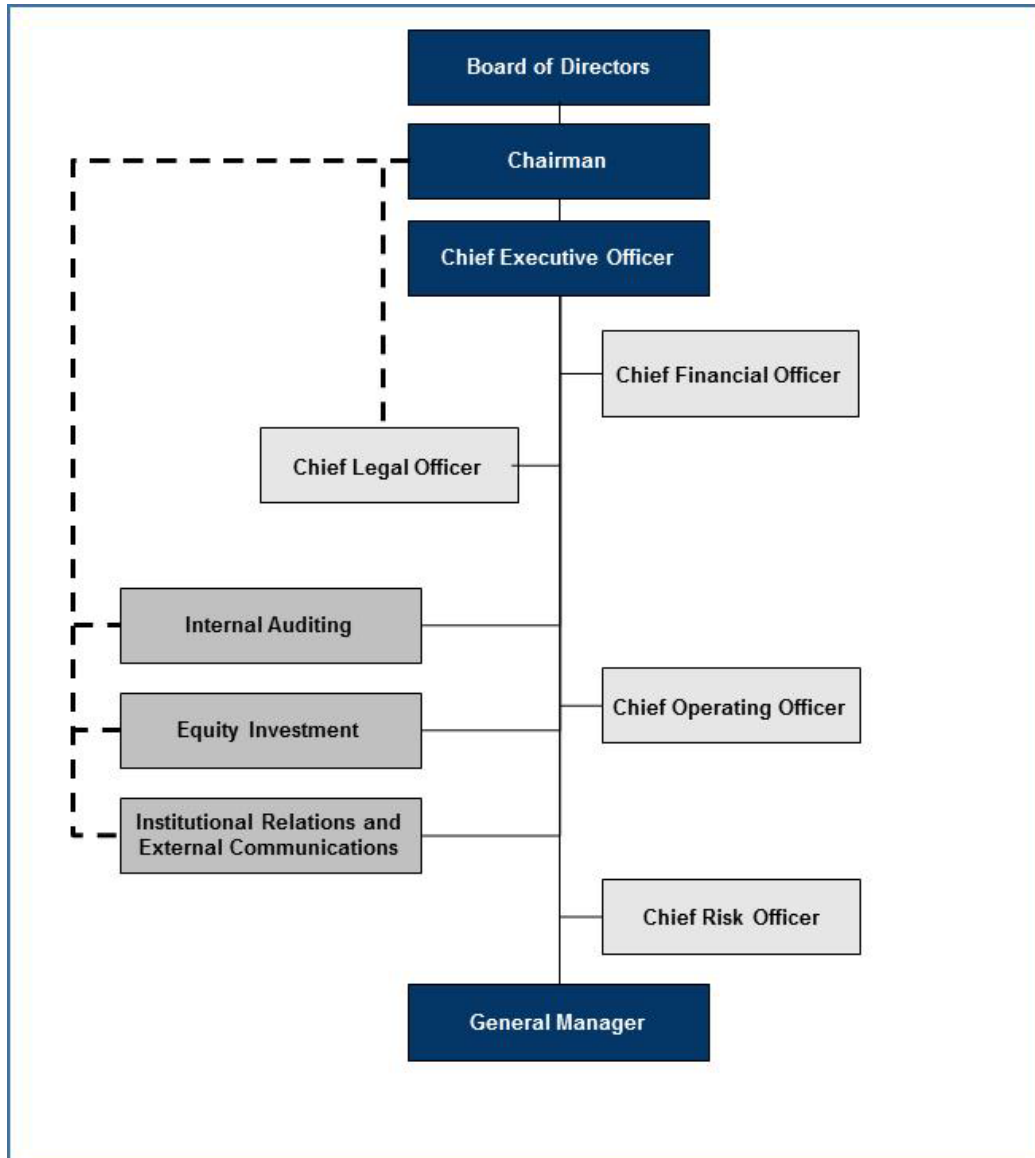 Board of Directors
Chairman
Chief Executive Officer
Chief Financial Officer
Chief Legal Officer
Internal Auditing
Chief Operating Officer
Equity Investment
Institutional Relations and
External Communications
Chief Risk Officer
General Manager